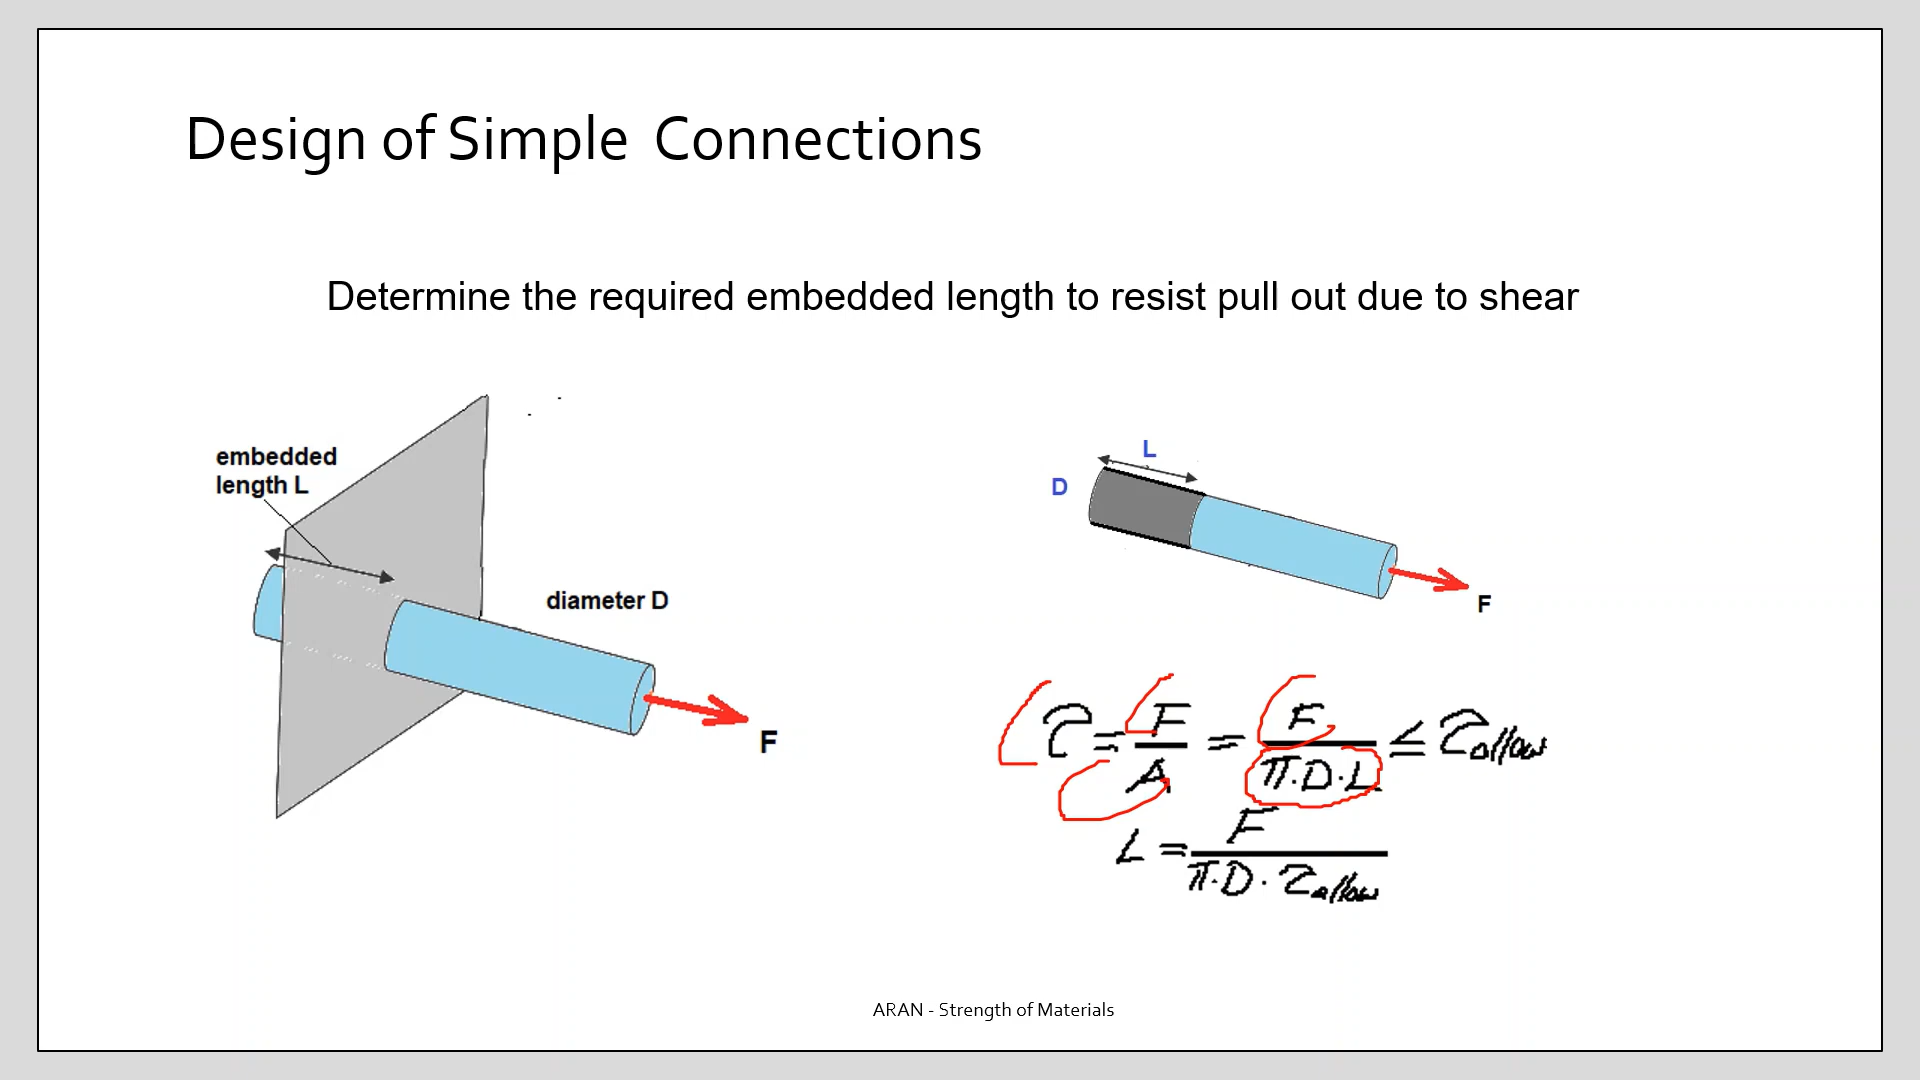 Design of Simple Connections
Determine the required embedded length to resist pull out due to shear
embedded
length L
diameter D
F
L
D
F
τ = F/A = F/(π·D·L) ≤ τallow
L = F/(π·D·τallow)
ARAN - Strength of Materials